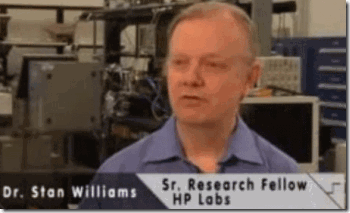 Dr. Stan Williams
Sr. Research Fellow
HP Labs